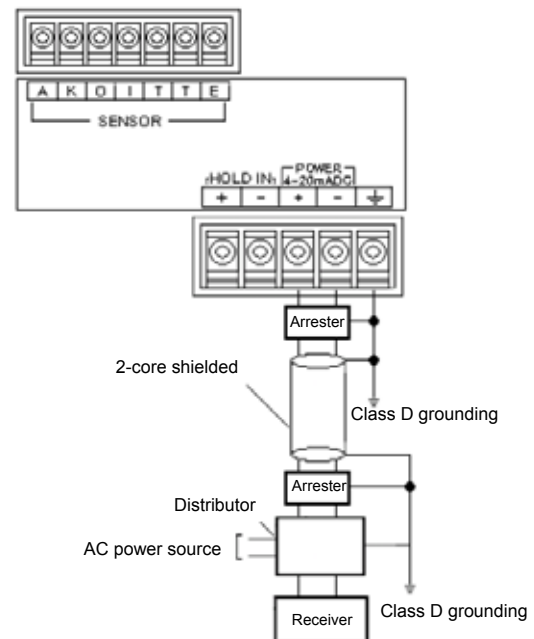 A K O I T T E
SENSOR
HOLD IN POWER
4-20mADC
+ - + -
Arrester
2-core shielded
Class D grounding
Arrester
Distributor
AC power source
Class D grounding
Receiver